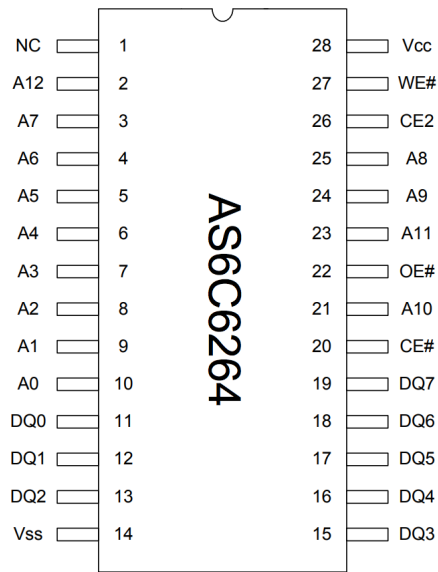 NC 1 28 Vcc
A12 2 27 WE#
A7 3 26 CE2
A6 4 25 A8
A5 5 24 A9
A4 6 23 A11
A3 7 22 OE#
A2 8 21 A10
A1 9 20 CE#
A0 10 19 DQ7
DQ0 11 18 DQ6
DQ1 12 17 DQ5
DQ2 13 16 DQ4
Vss 14 15 DQ3
AS6C6264